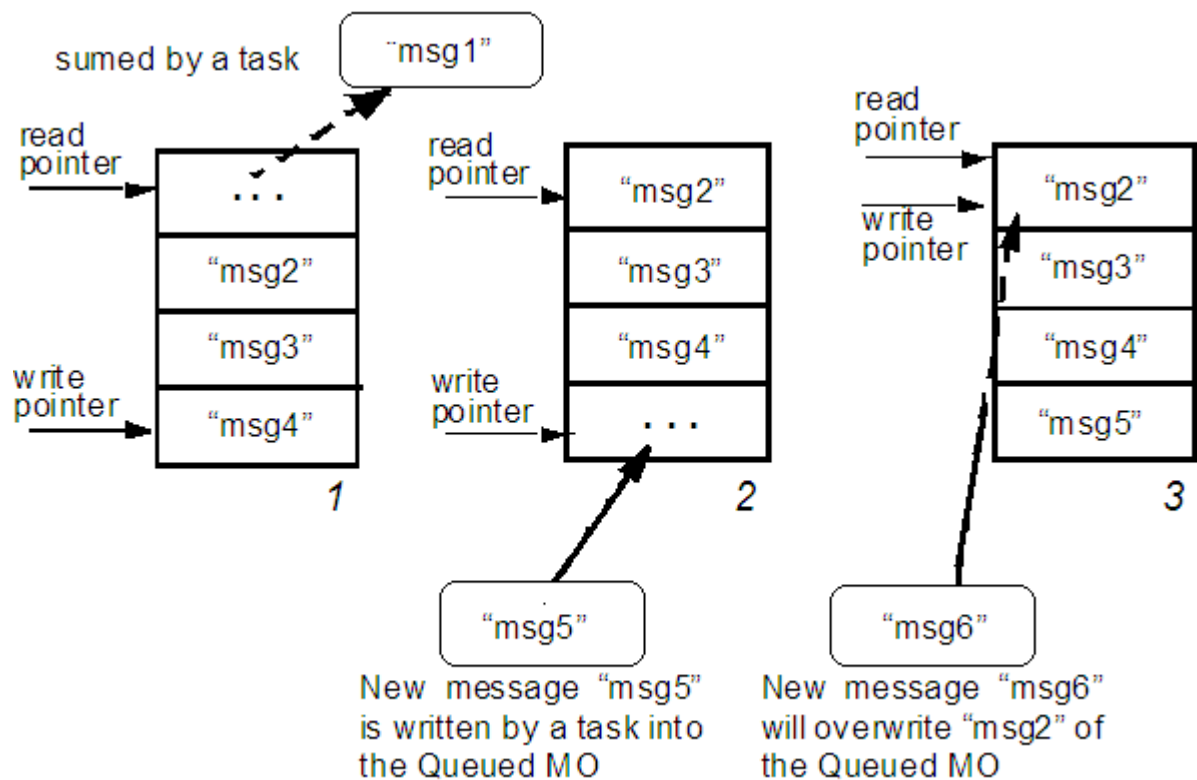 sumed by a task
“msg1”
read
pointer
. . .
“msg2”
“msg3”
write
pointer
“msg4”
1
read
pointer
“msg2”
“msg3”
“msg4”
write
pointer
. . .
2
“msg5”
New message “msg5”
is written by a task into
the Queued MO
read
pointer
write
pointer
“msg2”
“msg3”
“msg4”
“msg5”
3
“msg6”
New message “msg6”
will overwrite “msg2” of
the Queued MO